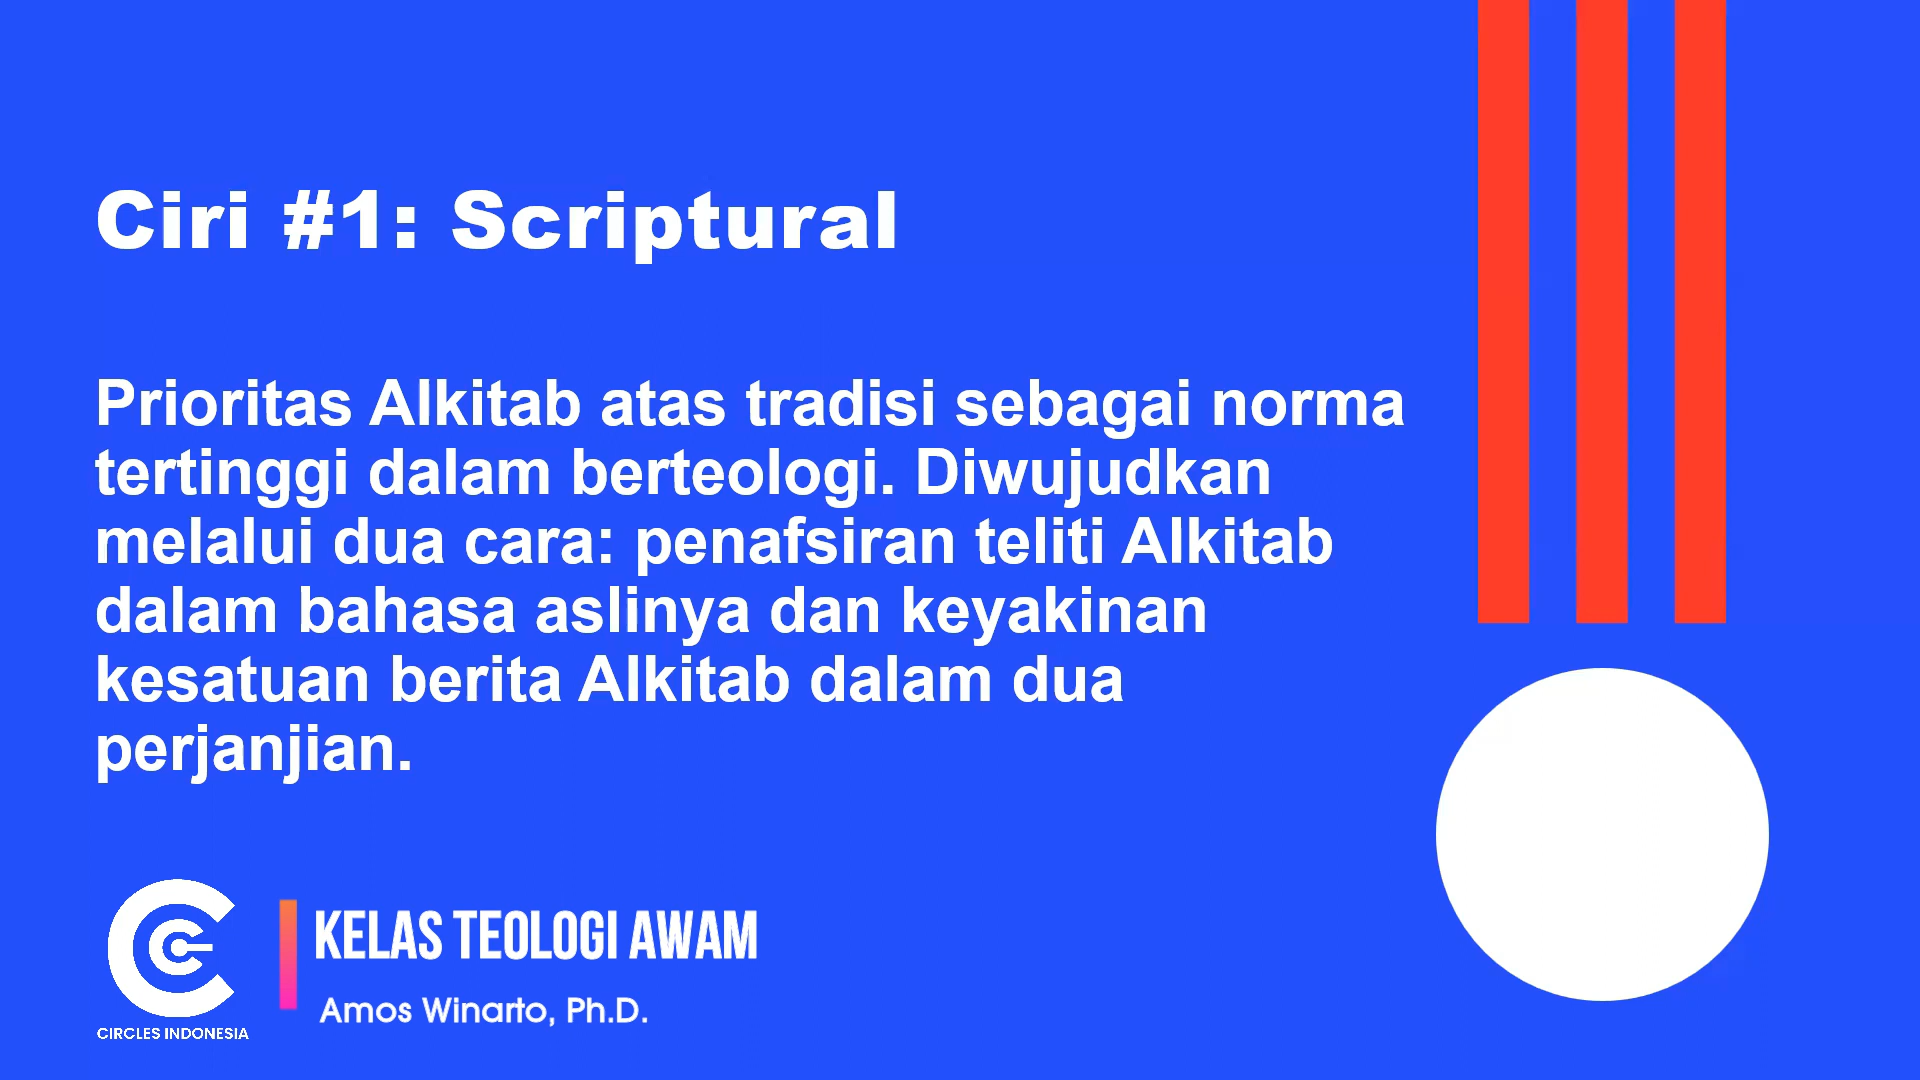 Ciri #1: Scriptural
Prioritas Alkitab atas tradisi sebagai norma
tertinggi dalam berteologi. Diwujudkan
melalui dua cara: penafsiran teliti Alkitab
dalam bahasa aslinya dan keyakinan
kesatuan berita Alkitab dalam dua
perjanjian.
KELAS TEOLOGI AWAM
Amos Winarto, Ph.D.
CIRCLES INDONESIA